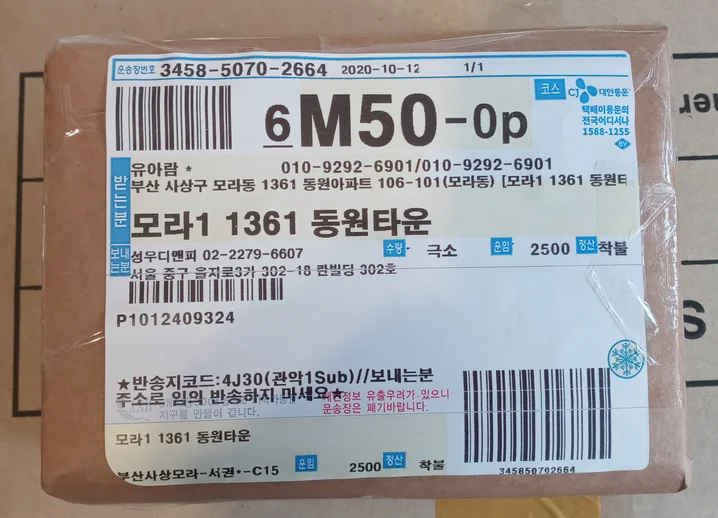 운송장번호 3458-5070-2664 2020-10-12 1/1
6M50-0p
코스 CJ 대한통운
택배이용문의
전국어디서나
1588-1255
BY
받는분
유아람 * 010-9292-6901/010-9292-6901
부산 사상구 모라동 1361 동원아파트 106-101(모라동) [모라1 1361 동원
모라1 1361 동원타운
보내는분
성우디앤피 02-2279-6607 수량 극소 운임 2500 정산 착불
서울 중구 을지로3가 302-18 302호
P1012409324
★반송지코드:4J30(관악1Sub)//보내는분
주소로 임의 반송하지 마세요★
개인정보 유출우려가 있으니
운송장은 폐기바랍니다.
지구를 만들어 갑니다.
모라1 1361 동원타운
부산사상모라-서권*-C15 운임 2500 정산 착불
345850702664